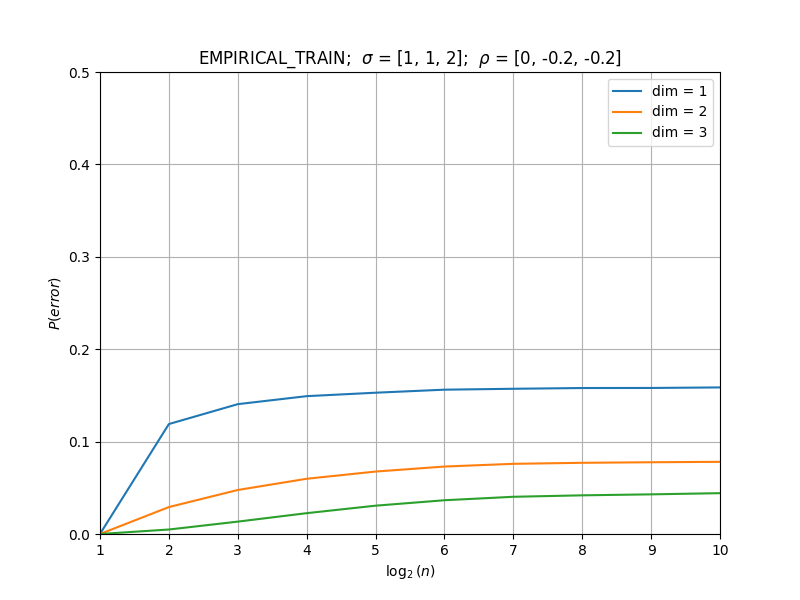 EMPIRICAL_TRAIN; σ = [1, 1, 2]; ρ = [0, -0.2, -0.2]
dim = 1
dim = 2
dim = 3
P(error)
0.5
0.4
0.3
0.2
0.1
0.0
1 2 3 4 5 6 7 8 9 10
log₂(n)